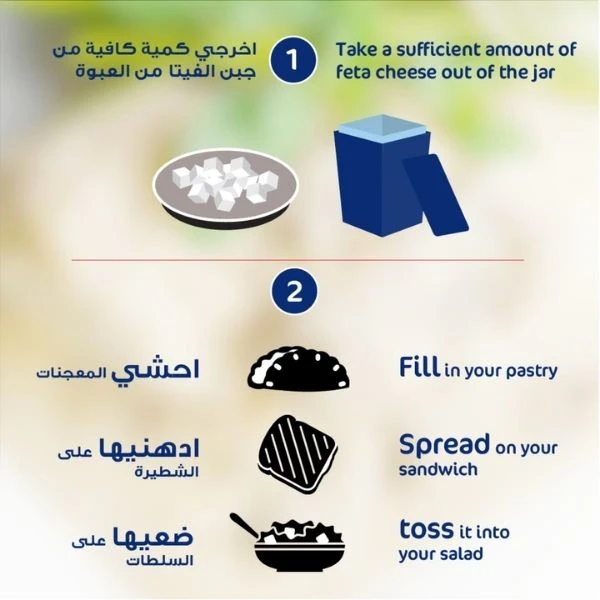 اخرجي كمية كافية من
جبن الفيتا من العبوة
1
Take a sufficient amount of
feta cheese out of the jar
2
احشي المعجنات
Fill in your pastry
ادهنيها على
الشطيرة
Spread on your
sandwich
ضعيها على
السلطات
toss it into
your salad